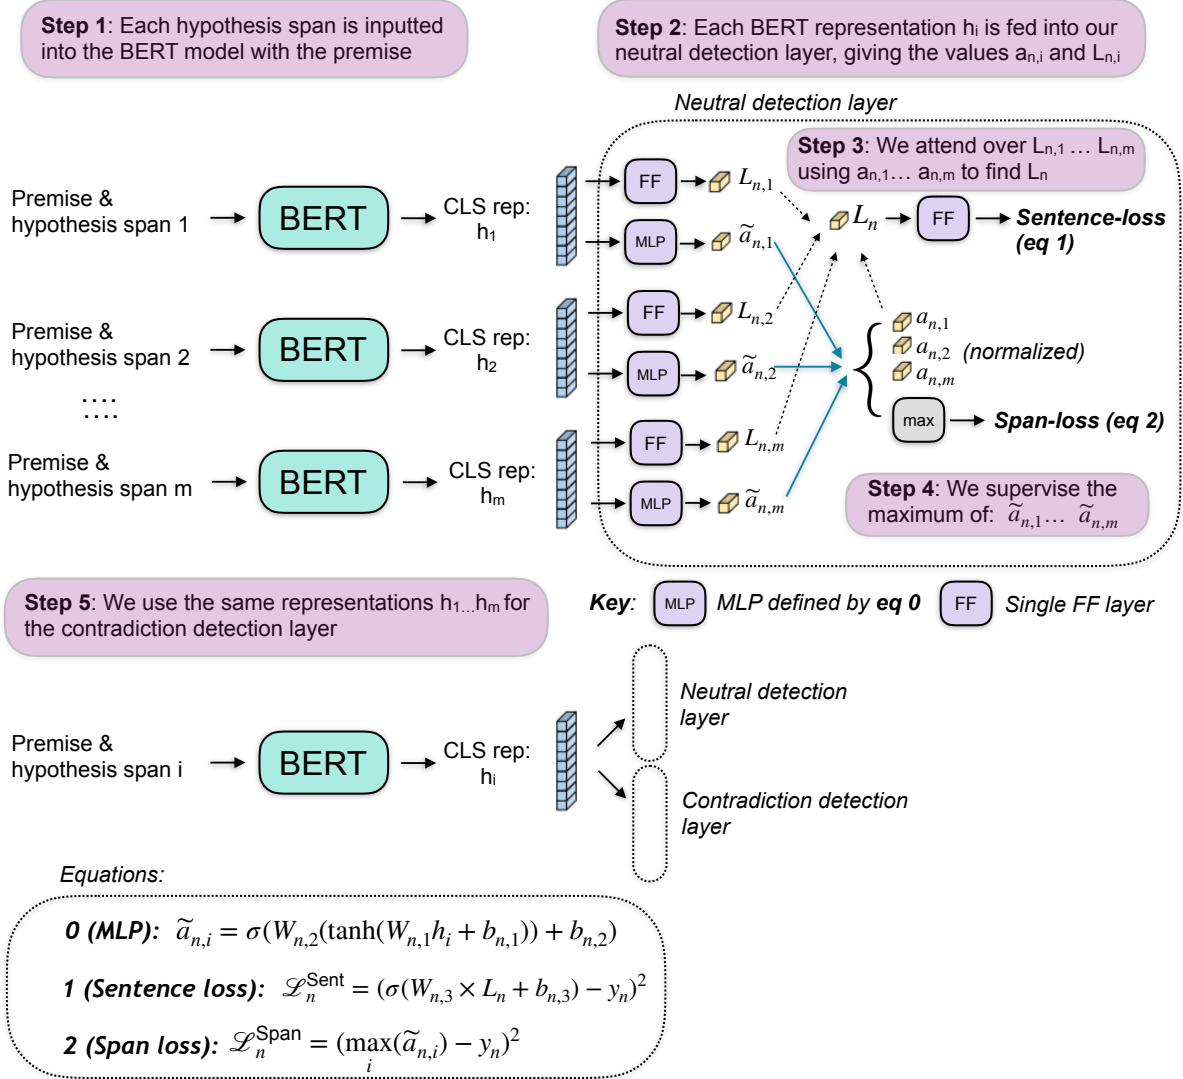 Step 1: Each hypothesis span is inputted
into the BERT model with the premise
Step 2: Each BERT representation hᵢ is fed into our
neutral detection layer, giving the values aₙ,ᵢ and Lₙ,ᵢ
Neutral detection layer
Step 3: We attend over Lₙ,₁ … Lₙ,ₘ
using aₙ,₁… aₙ,ₘ to find Lₙ
Premise &
hypothesis span 1
BERT
CLS rep:
h₁
FF
Lₙ,₁
MLP
ãₙ,₁
Lₙ
FF
Sentence-loss
(eq 1)
Premise &
hypothesis span 2
BERT
CLS rep:
h₂
FF
Lₙ,₂
MLP
ãₙ,₂
aₙ,₁
aₙ,₂ (normalized)
aₙ,ₘ
max
Span-loss (eq 2)
....
....
Premise &
hypothesis span m
BERT
CLS rep:
hₘ
FF
Lₙ,ₘ
MLP
ãₙ,ₘ
Step 4: We supervise the
maximum of: ãₙ,₁… ãₙ,ₘ
Step 5: We use the same representations h₁...hₘ for
the contradiction detection layer
Key: MLP MLP defined by eq 0 FF Single FF layer
Premise &
hypothesis span i
BERT
CLS rep:
hᵢ
Neutral detection
layer
Contradiction detection
layer
Equations:
0 (MLP): ãₙ,ᵢ = σ(Wₙ,₂(tanh(Wₙ,₁hᵢ + bₙ,₁)) + bₙ,₂)
1 (Sentence loss): ℒₙ^Sent = (σ(Wₙ,₃ × Lₙ + bₙ,₃) − yₙ)²
2 (Span loss): ℒₙ^Span = (max(ãₙ,ᵢ) − yₙ)²
i